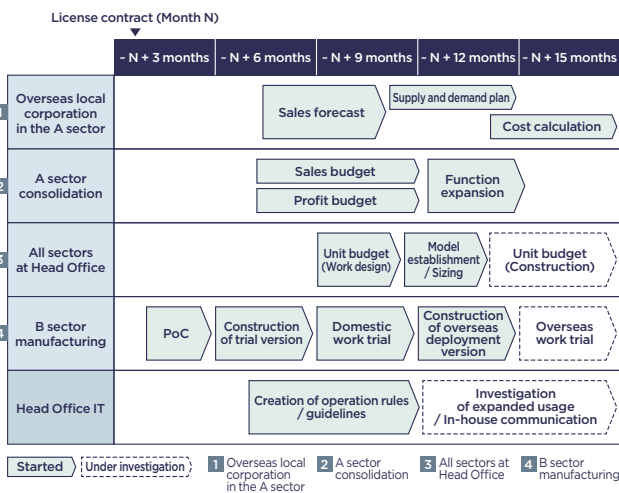 License contract (Month N)
~ N + 3 months
~ N + 6 months
~ N + 9 months
~ N + 12 months
~ N + 15 months
1
Overseas local
corporation
in the A sector
Sales forecast
Supply and demand plan
Cost calculation
2
A sector
consolidation
Sales budget
Profit budget
Function
expansion
3
All sectors
at Head Office
Unit budget
(Work design)
Model
establishment
/ Sizing
Unit budget
(Construction)
4
B sector
manufacturing
PoC
Construction
of trial version
Domestic
work trial
Construction
of overseas
deployment
version
Overseas
work trial
Head Office IT
Creation of operation rules
/ guidelines
Investigation
of expanded usage
/ In-house communication
Started
Under investigation
1 Overseas local
corporation
in the A sector
2 A sector
consolidation
3 All sectors at
Head Office
4 B sector
manufacturing